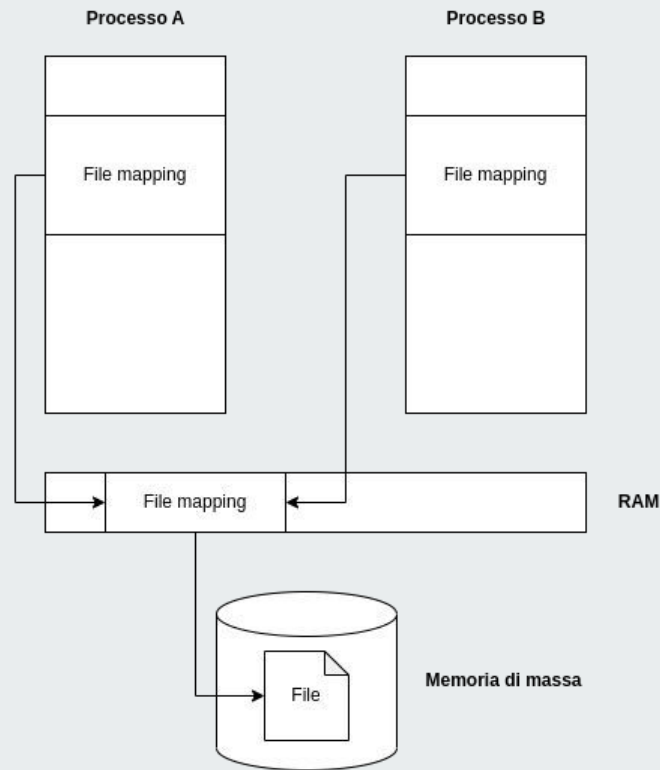 Processo A
Processo B
File mapping
File mapping
File mapping
RAM
File
Memoria di massa